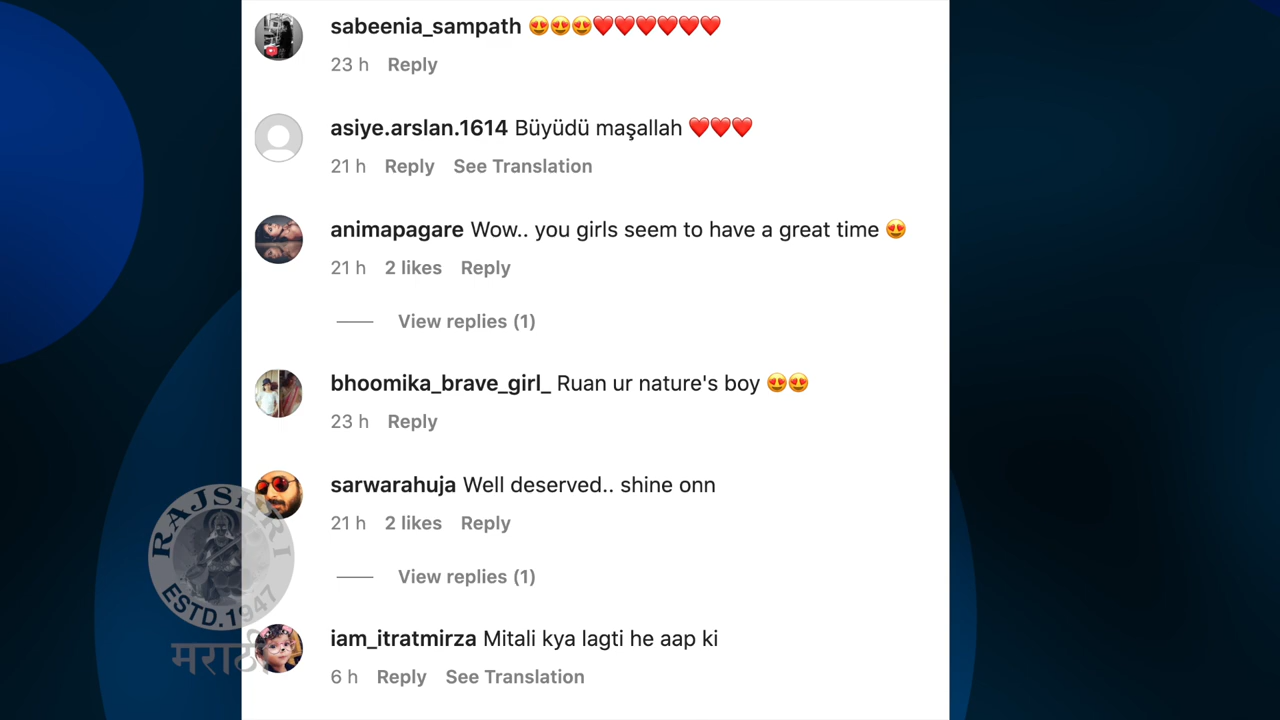 sabeenia_sampath 😍😍😍❤️❤️❤️❤️❤️❤️
23 h Reply
asiye.arslan.1614 Büyüdü maşallah ❤️❤️❤️
21 h Reply See Translation
animapagare Wow.. you girls seem to have a great time 😍
21 h 2 likes Reply
View replies (1)
bhoomika_brave_girl_ Ruan ur nature's boy 😍😍
23 h Reply
sarwarahuja Well deserved.. shine onn
21 h 2 likes Reply
View replies (1)
RAJSHRI
ESTD.1947
मराठी
iam_itratmirza Mitali kya lagti he aap ki
6 h Reply See Translation